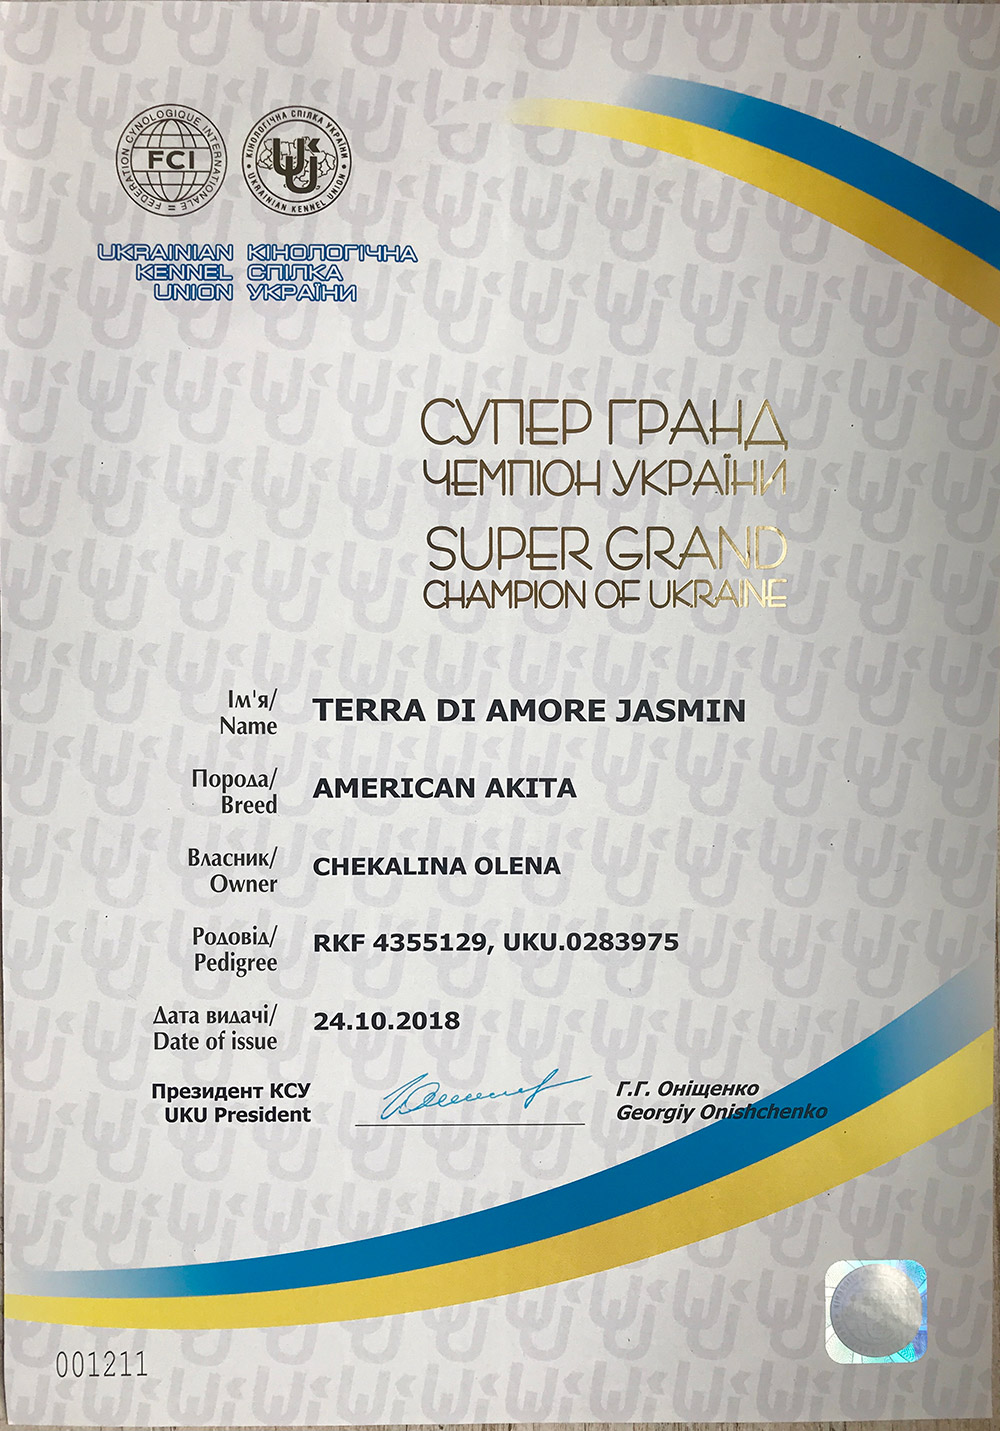 FEDERATION CYNOLOGIQUE INTERNATIONALE
FCI
КІНОЛОГІЧНА СПІЛКА УКРАЇНИ
UKU
UKRAINIAN KENNEL UNION
UKRAINIAN КІНОЛОГІЧНА
KENNEL СПІЛКА
UNION УКРАЇНИ
СУПЕР ГРАНД
ЧЕМПІОН УКРАЇНИ
SUPER GRAND
CHAMPION OF UKRAINE
Ім'я/
Name
TERRA DI AMORE JASMIN
Порода/
Breed
AMERICAN AKITA
Власник/
Owner
CHEKALINA OLENA
Родовід/
Pedigree
RKF 4355129, UKU.0283975
Дата видачі/
Date of issue
24.10.2018
Президент КСУ
UKU President
Г.Г. Оніщенко
Georgiy Onishchenko
001211